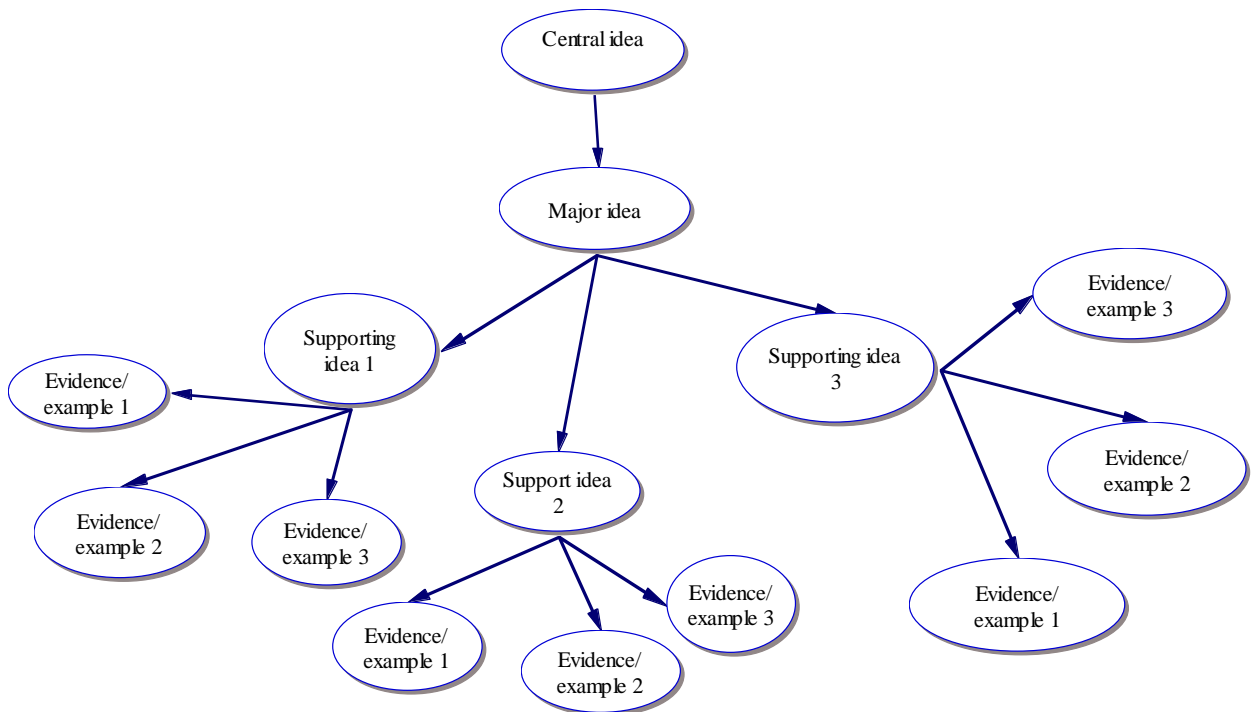 Central idea
Major idea
Supporting
idea 1
Evidence/
example 1
Evidence/
example 2
Evidence/
example 3
Support idea
2
Evidence/
example 1
Evidence/
example 2
Evidence/
example 3
Supporting idea
3
Evidence/
example 3
Evidence/
example 2
Evidence/
example 1